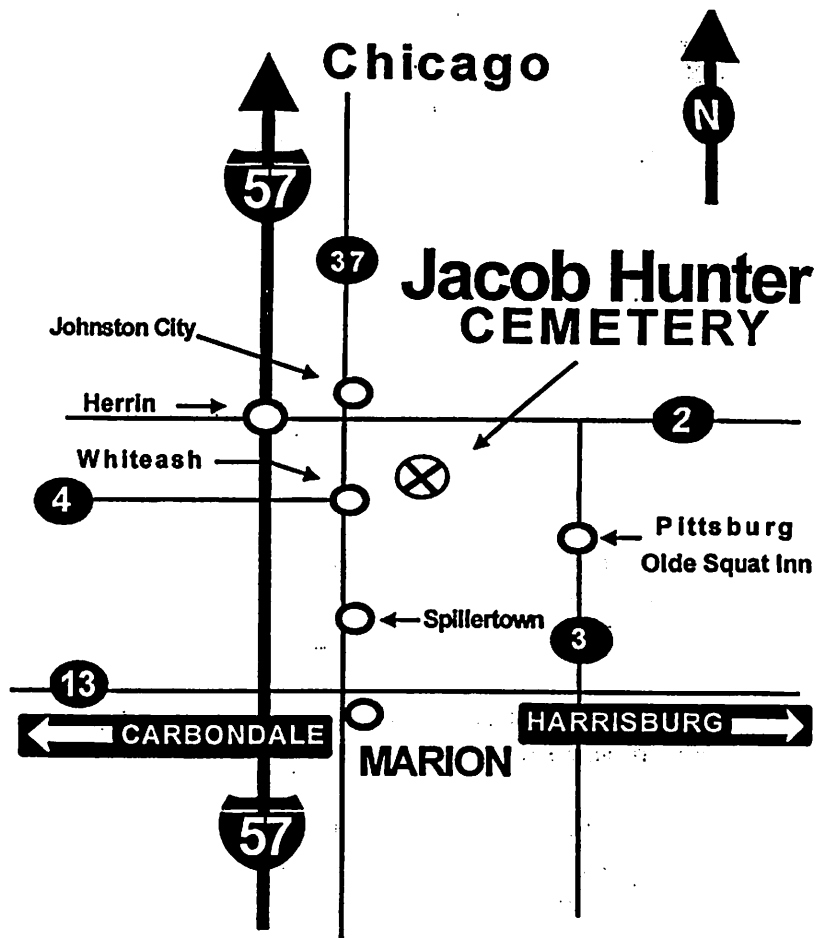 Chicago
N
57
37
Jacob Hunter
CEMETERY
Johnston City
Herrin
2
Whiteash
4
Pittsburg
Olde Squat Inn
Spillertown
3
13
CARBONDALE
HARRISBURG
MARION
57